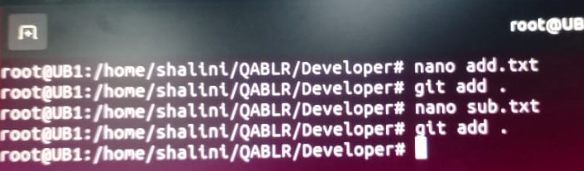 root@UB
root@UB1:/home/shalini/QABLR/Developer# nano add.txt
root@UB1:/home/shalini/QABLR/Developer# git add .
root@UB1:/home/shalini/QABLR/Developer# nano sub.txt
root@UB1:/home/shalini/QABLR/Developer# git add .
root@UB1:/home/shalini/QABLR/Developer#